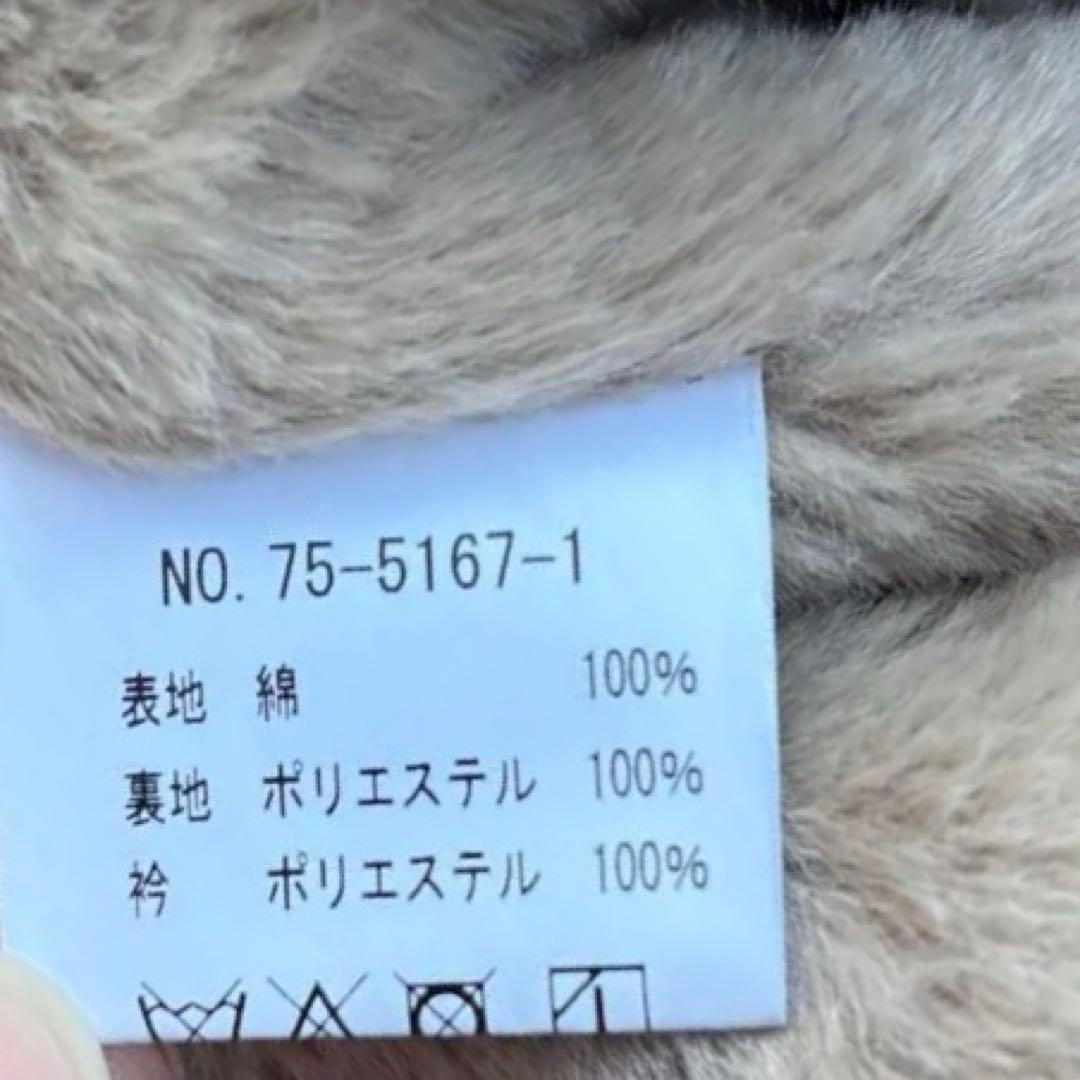 NO. 75-5167-1
表地 綿 100%
裏地 ポリエステル 100%
衿 ポリエステル 100%